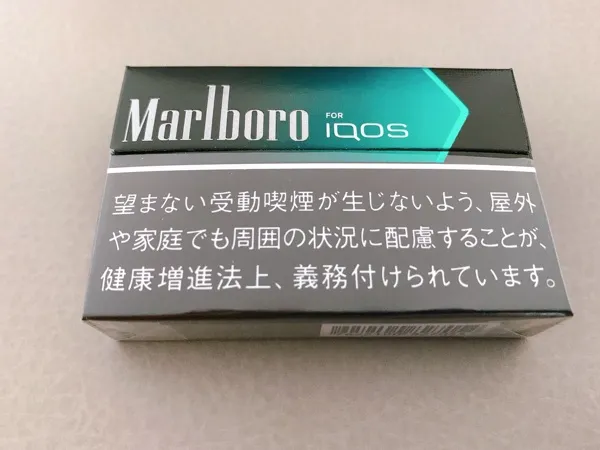 Marlboro FOR IQOS
望まない受動喫煙が生じないよう、屋外
や家庭でも周囲の状況に配慮することが、
健康増進法上、義務付けられています。